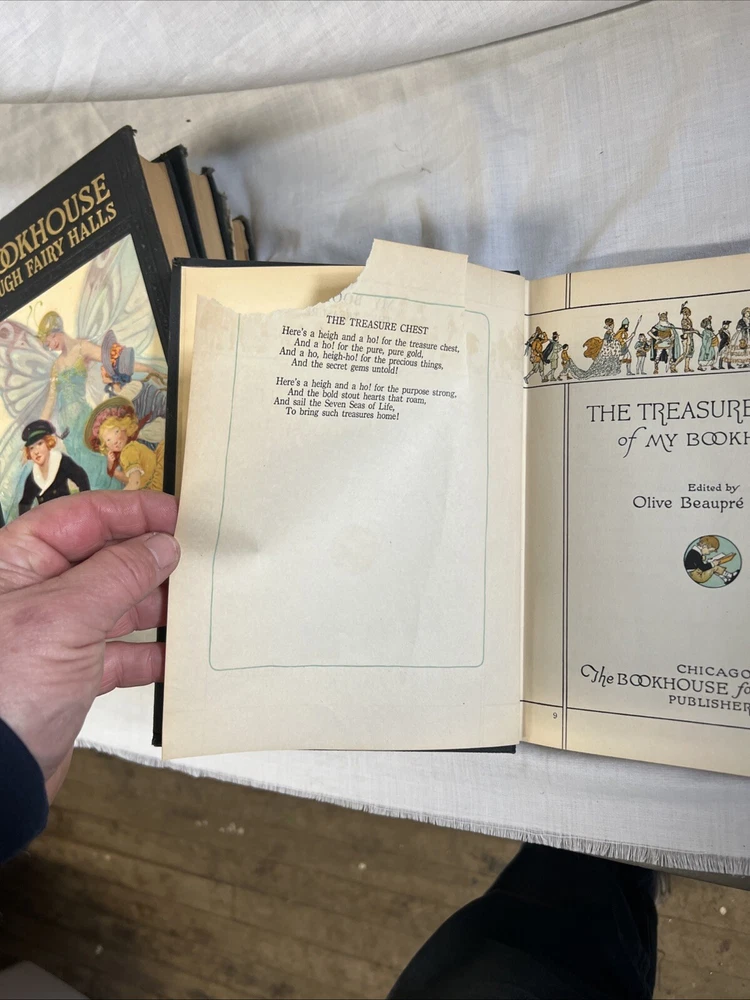 OOKHOUSE
UGH FAIRY HALLS
THE TREASURE CHEST
Here's a heigh and a ho! for the treasure chest,
And a ho! for the pure, pure gold,
And a ho, heigh-ho! for the precious things,
And the secret gems untold!
Here's a heigh and a ho! for the purpose strong,
And the bold stout hearts that roam,
And sail the Seven Seas of Life,
To bring such treasures home!
THE TREASURE
of MY BOOKH
Edited by
Olive Beaupré
CHICAGO
The BOOKHOUSE fo
PUBLISHER
9